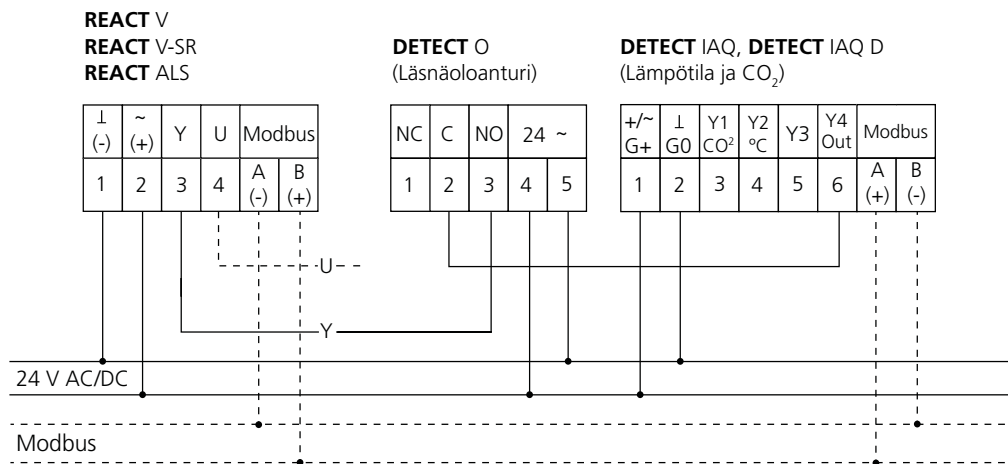 REACT V
REACT V-SR
REACT ALS
⊥ (-) ~ (+) Y U Modbus
1 2 3 4 A (-) B (+)
DETECT O
(Läsnäoloanturi)
NC C NO 24 ~
1 2 3 4 5
DETECT IAQ, DETECT IAQ D
(Lämpötila ja CO₂)
+/~ G+ ⊥ G0 Y1 CO² Y2 ºC Y3 Y4 Out Modbus
1 2 3 4 5 6 A (+) B (-)
U
Y
24 V AC/DC
Modbus